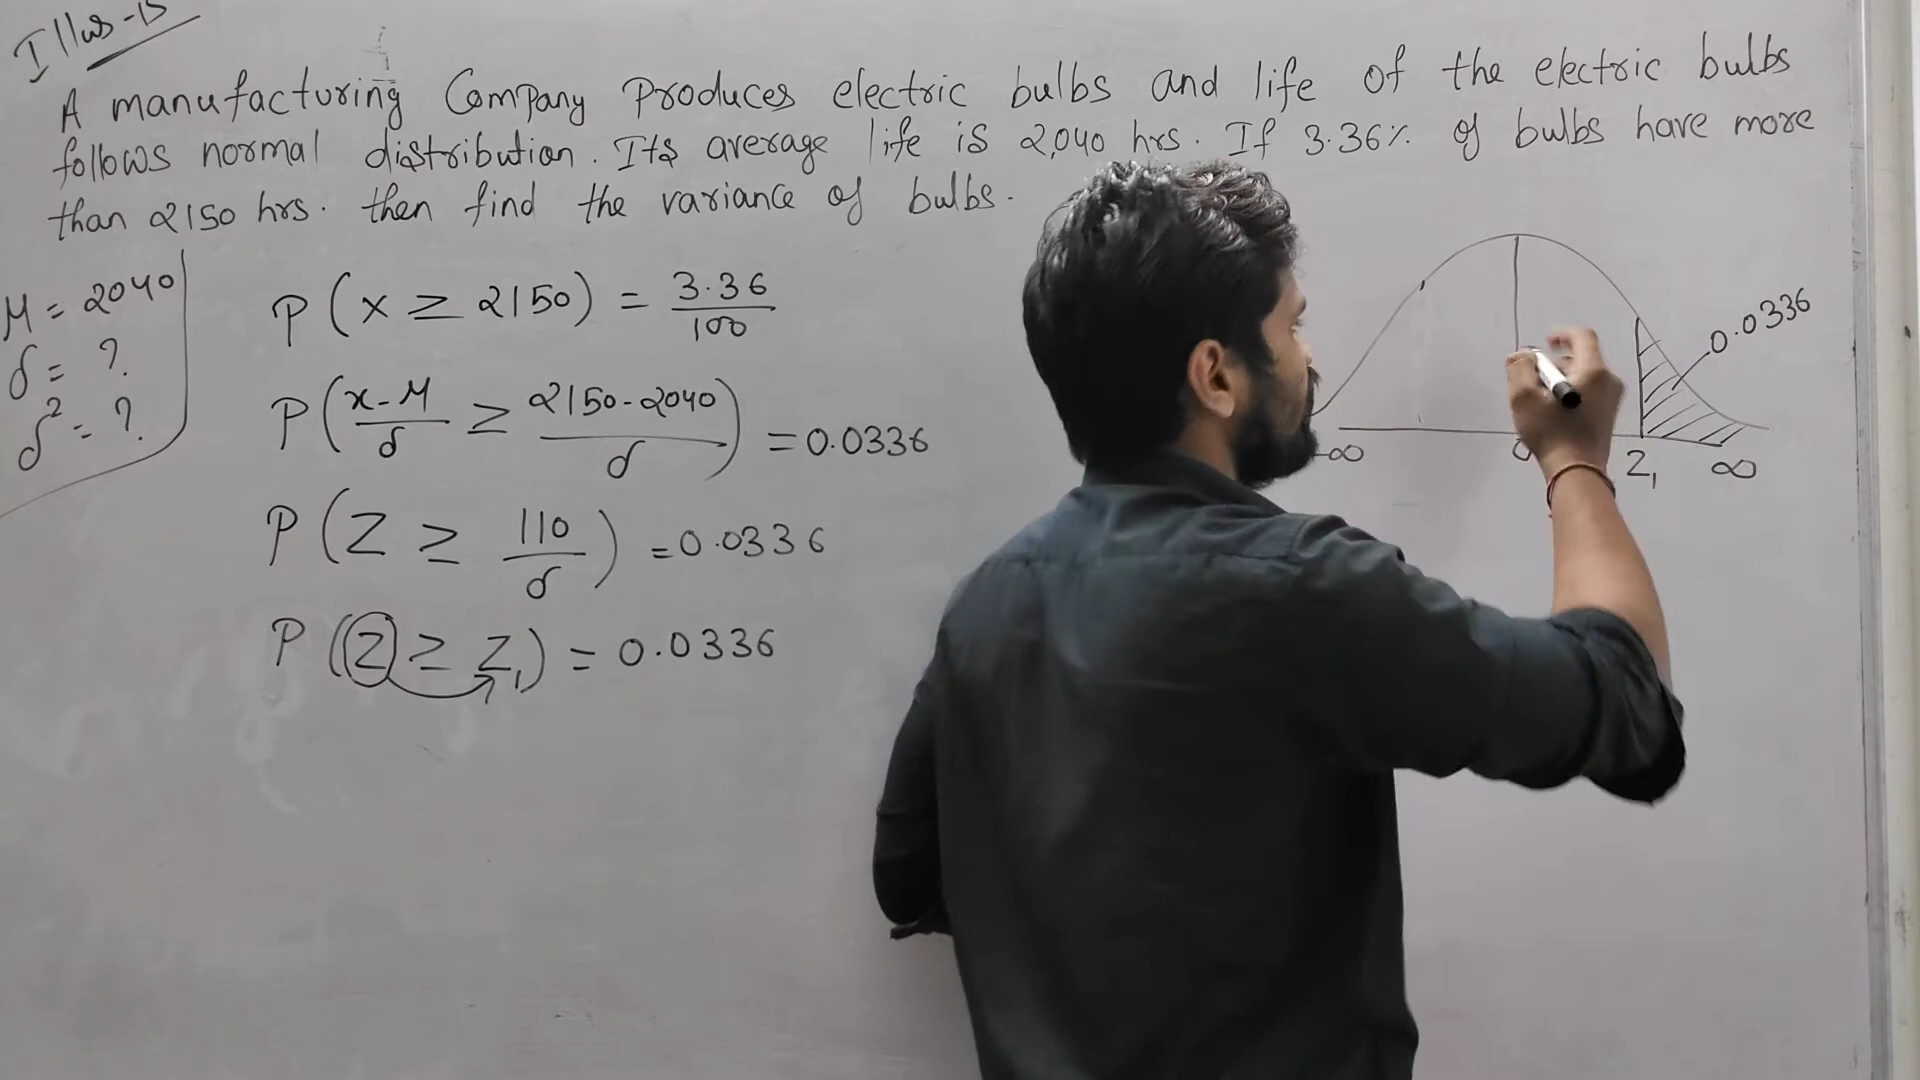 Illus-15
A manufacturing Company Produces electric bulbs and life of the electric bulbs
follows normal distribution. Its average life is 2,040 hrs. If 3.36% of bulbs have more
than 2150 hrs. then find the variance of bulbs.
M = 2040
σ = ?
σ² = ?
P(x ≥ 2150) = 3.36/100
P(x-M/σ ≥ 2150-2040/σ) = 0.0336
P(Z ≥ 110/σ) = 0.0336
P(Z ≥ Z₁) = 0.0336
0.0336
-∞ Z₁ ∞